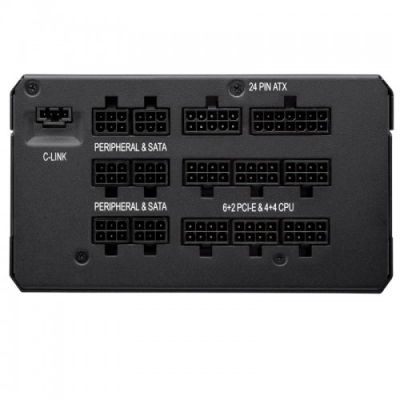 24 PIN ATX
C-LINK
PERIPHERAL & SATA
PERIPHERAL & SATA
6+2 PCI-E & 4+4 CPU